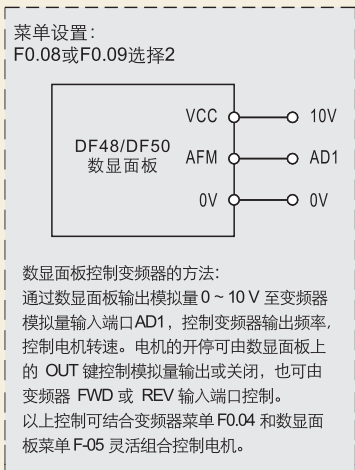 菜单设置：
F0.08或F0.09选择2
VCC 10V
DF48/DF50 AFM AD1
数显面板
0V 0V
数显面板控制变频器的方法：
通过数显面板输出模拟量0 ~ 10 V 至变频器
模拟量输入端口AD1，控制变频器输出频率，
控制电机转速。电机的开停可由数显面板上
的 OUT 键控制模拟量输出或关闭，也可由
变频器 FWD 或 REV 输入端口控制。
以上控制可结合变频器菜单 F0.04 和数显面
板菜单 F-05 灵活组合控制电机。